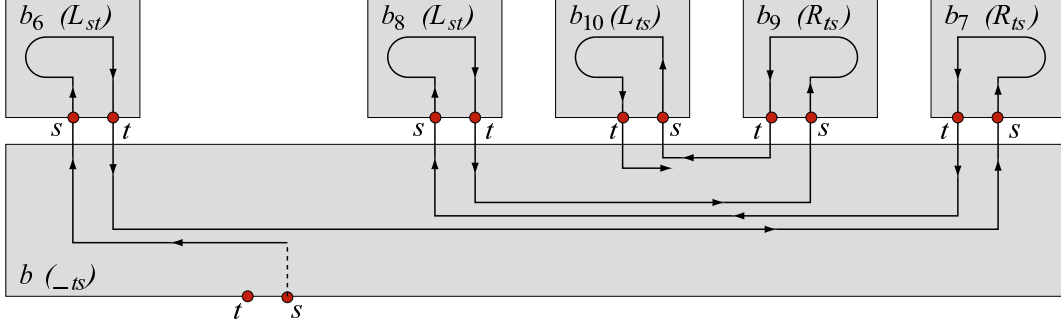 b6 (Lst) b8 (Lst) b10 (Lts) b9 (Rts) b7 (Rts)
s t s t t s t s t s
b (_ts)
t s